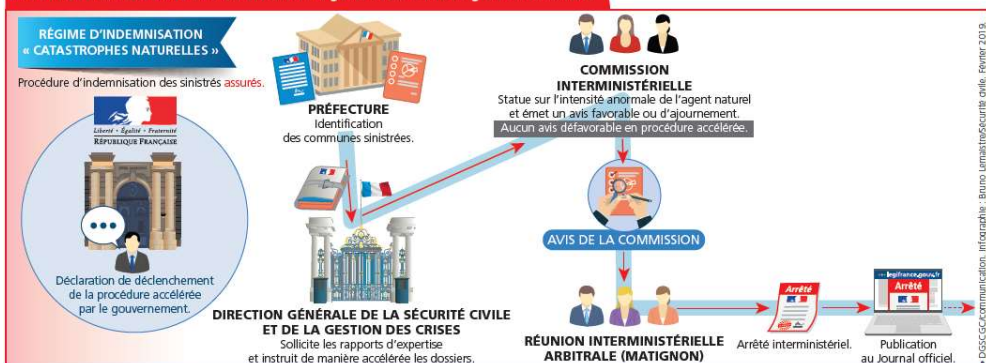 RÉGIME D'INDEMNISATION
« CATASTROPHES NATURELLES »
Procédure d'indemnisation des sinistrés assurés.
Liberté • Égalité • Fraternité
RÉPUBLIQUE FRANÇAISE
Déclaration de déclenchement
de la procédure accélérée
par le gouvernement.
PRÉFECTURE
Identification
des communes sinistrées.
DIRECTION GÉNÉRALE DE LA SÉCURITÉ CIVILE
ET DE LA GESTION DES CRISES
Sollicite les rapports d'expertise
et instruit de manière accélérée les dossiers.
COMMISSION
INTERMINISTÉRIELLE
Statue sur l'intensité anormale de l'agent naturel
et émet un avis favorable ou d'ajournement.
Aucun avis défavorable en procédure accélérée.
AVIS DE LA COMMISSION
RÉUNION INTERMINISTÉRIELLE
ARBITRALE (MATIGNON)
Arrêté
Arrêté interministériel.
legifrance.gouv.fr
Arrêté
Publication
au Journal officiel.
DGSCGC/communication. Infographie : Bruno Lemaistre/Sécurité civile. Février 2019.